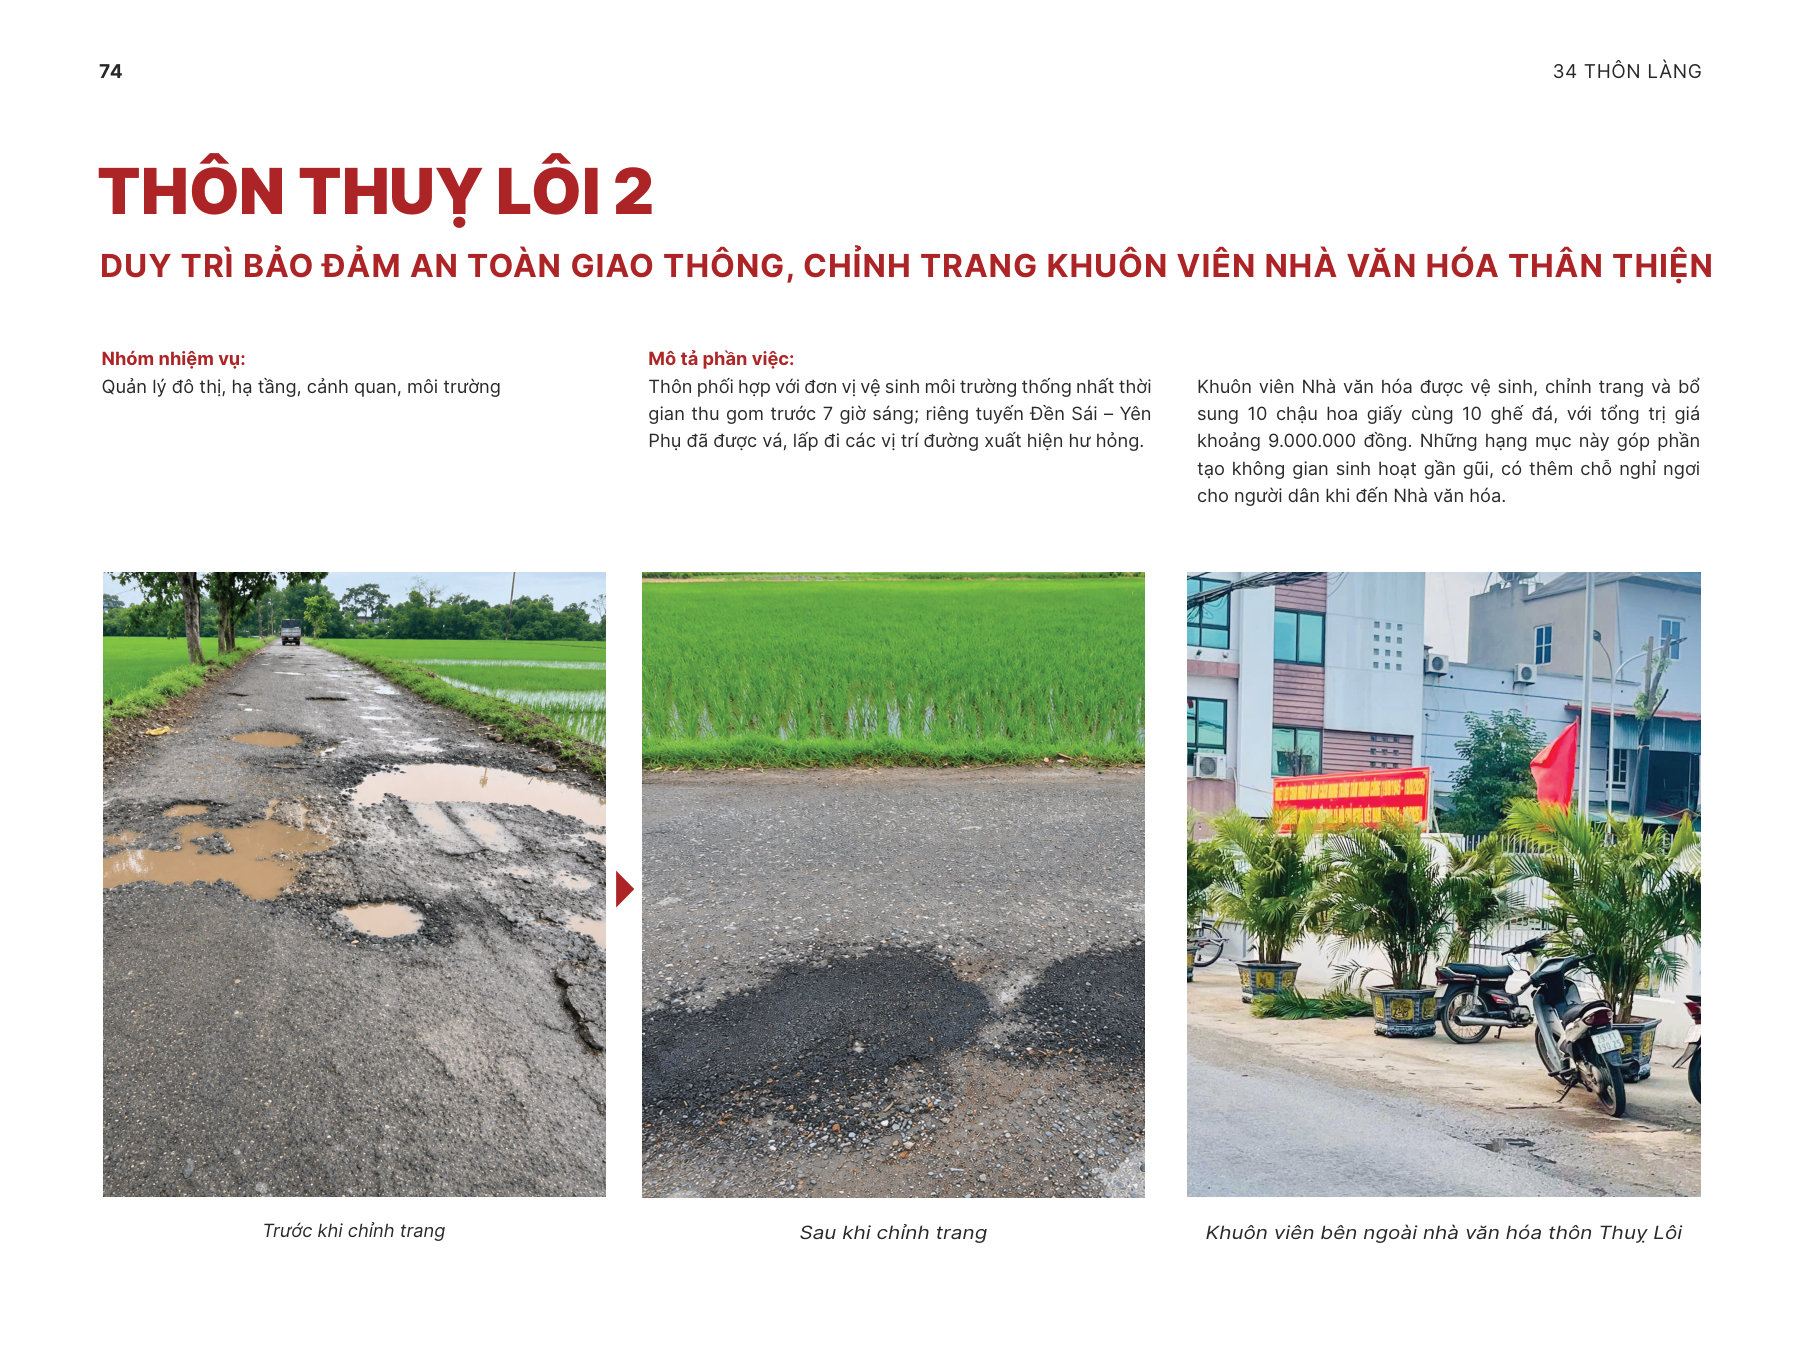 74
34 THÔN LÀNG
THÔN THUỴ LÔI 2
DUY TRÌ BẢO ĐẢM AN TOÀN GIAO THÔNG, CHỈNH TRANG KHUÔN VIÊN NHÀ VĂN HÓA THÂN THIỆN
Nhóm nhiệm vụ:
Quản lý đô thị, hạ tầng, cảnh quan, môi trường
Mô tả phần việc:
Thôn phối hợp với đơn vị vệ sinh môi trường thống nhất thời
gian thu gom trước 7 giờ sáng; riêng tuyến Đền Sái – Yên
Phụ đã được vá, lấp đi các vị trí đường xuất hiện hư hỏng.
Khuôn viên Nhà văn hóa được vệ sinh, chỉnh trang và bổ
sung 10 chậu hoa giấy cùng 10 ghế đá, với tổng trị giá
khoảng 9.000.000 đồng. Những hạng mục này góp phần
tạo không gian sinh hoạt gần gũi, có thêm chỗ nghỉ ngơi
cho người dân khi đến Nhà văn hóa.
Trước khi chỉnh trang
Sau khi chỉnh trang
Khuôn viên bên ngoài nhà văn hóa thôn Thuỵ Lôi